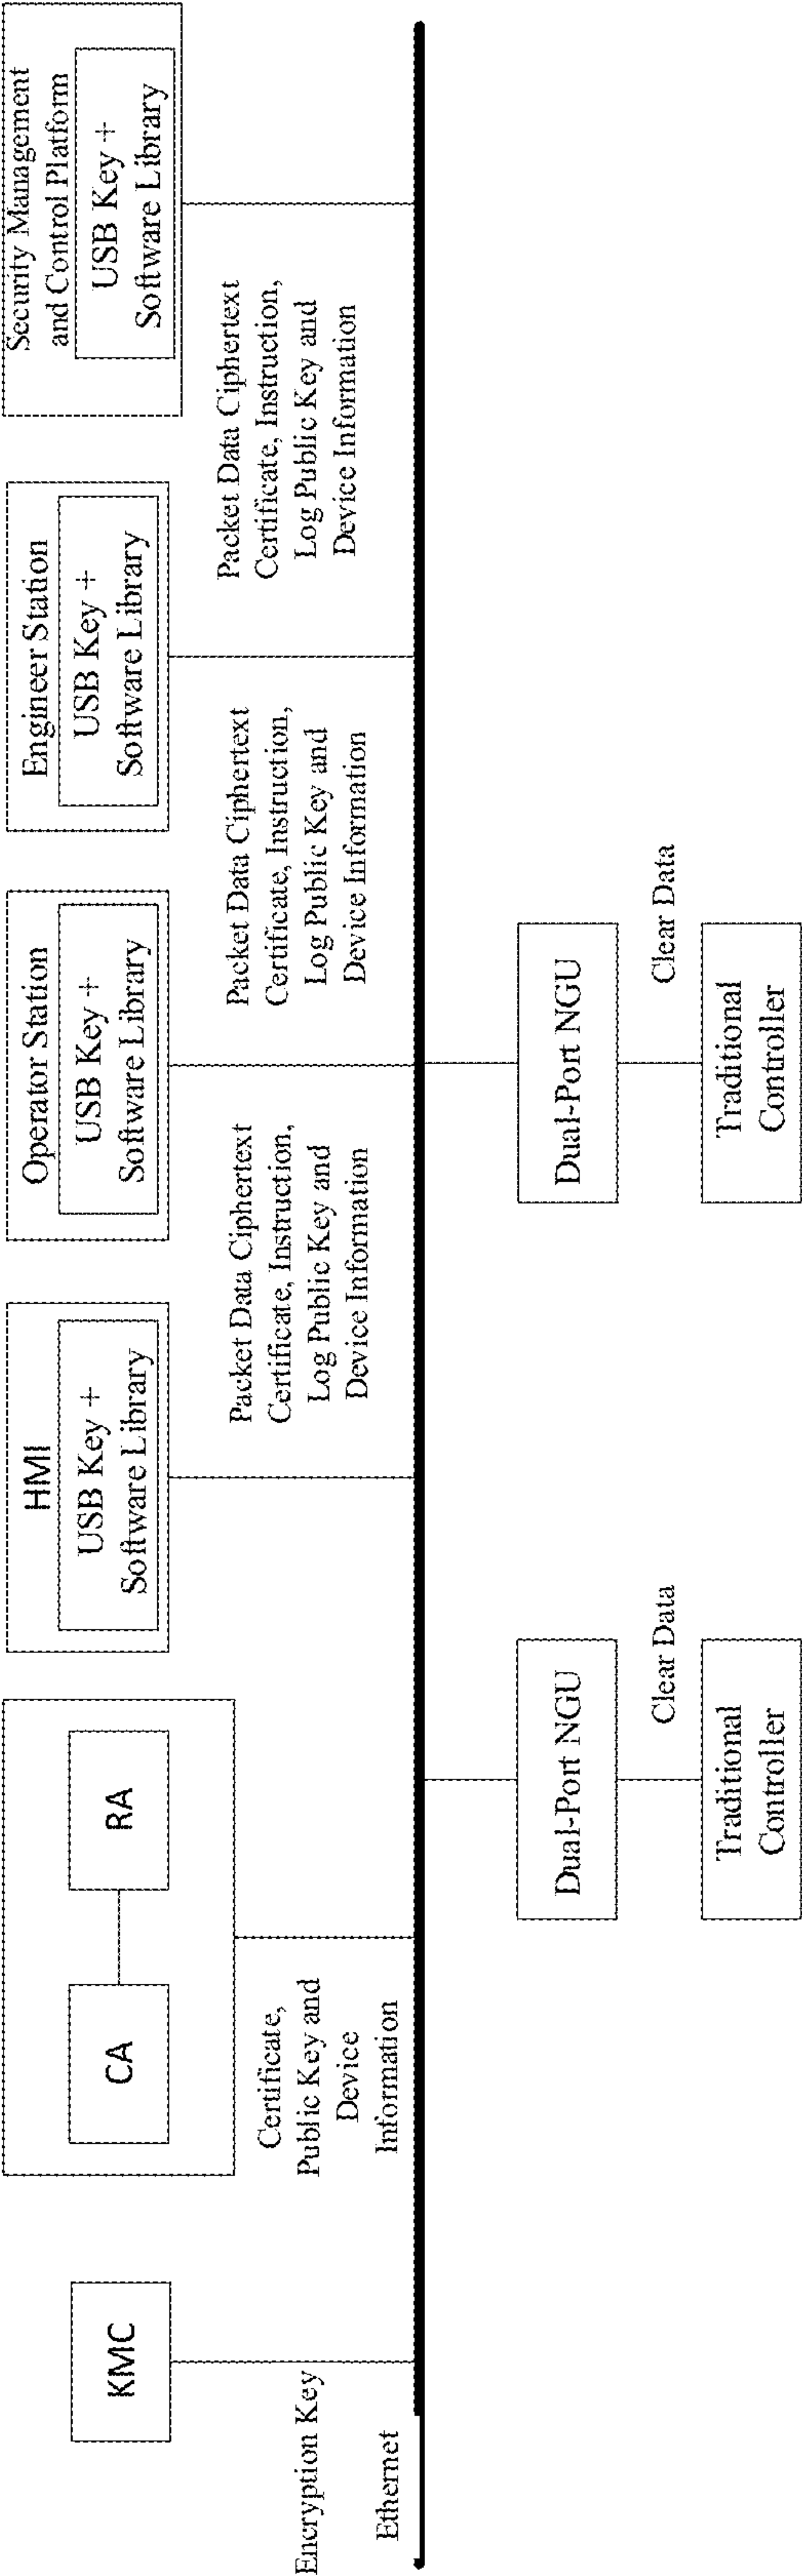 KMC
Encryption Key
Ethernet
CA
RA
Certificate,
Public Key and
Device
Information
HMI
USB Key +
Software Library
Packet Data Ciphertext
Certificate, Instruction,
Log Public Key and
Device Information
Operator Station
USB Key +
Software Library
Packet Data Ciphertext
Certificate, Instruction,
Log Public Key and
Device Information
Engineer Station
USB Key +
Software Library
Packet Data Ciphertext
Certificate, Instruction,
Log Public Key and
Device Information
Security Management
and Control Platform
USB Key +
Software Library
Dual-Port NGU
Clear Data
Traditional
Controller
Dual-Port NGU
Clear Data
Traditional
Controller